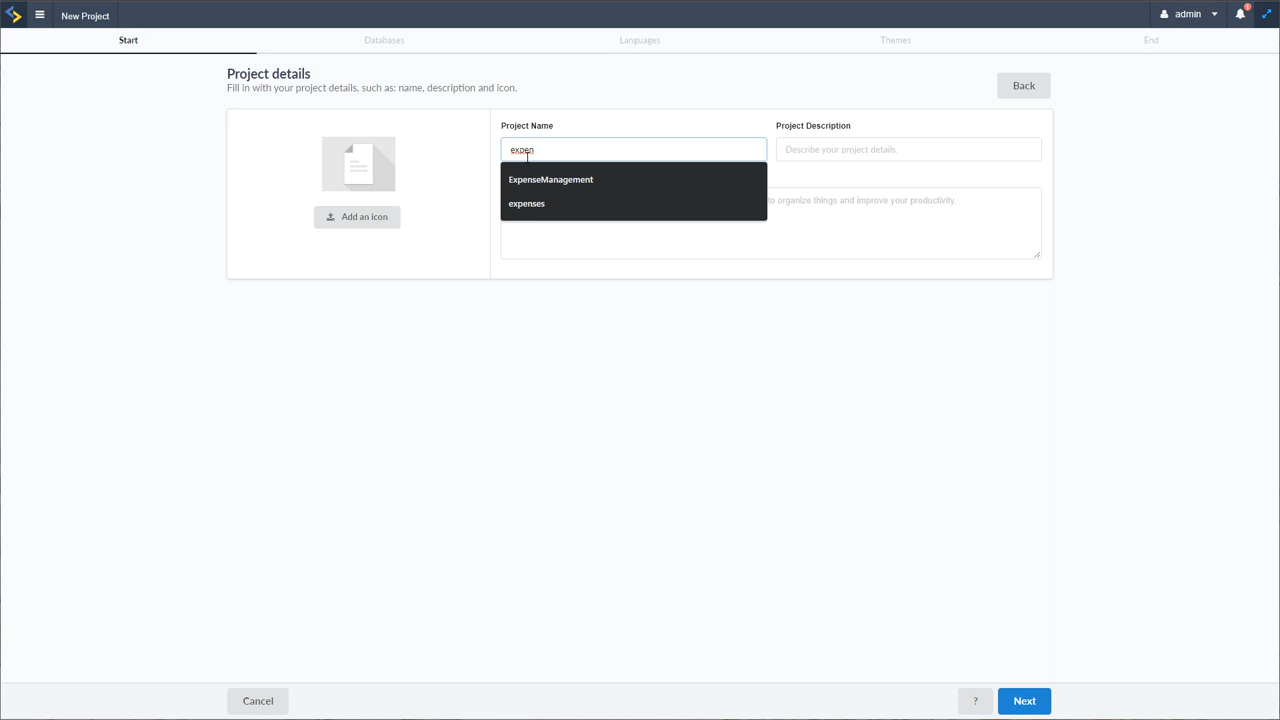 New Project
admin
1
Start
Databases
Languages
Themes
End
Project details
Fill in with your project details, such as: name, description and icon.
Back
Add an icon
Project Name
Project Description
expen
Describe your project details.
ExpenseManagement
expenses
to organize things and improve your productivity.
Cancel
?
Next